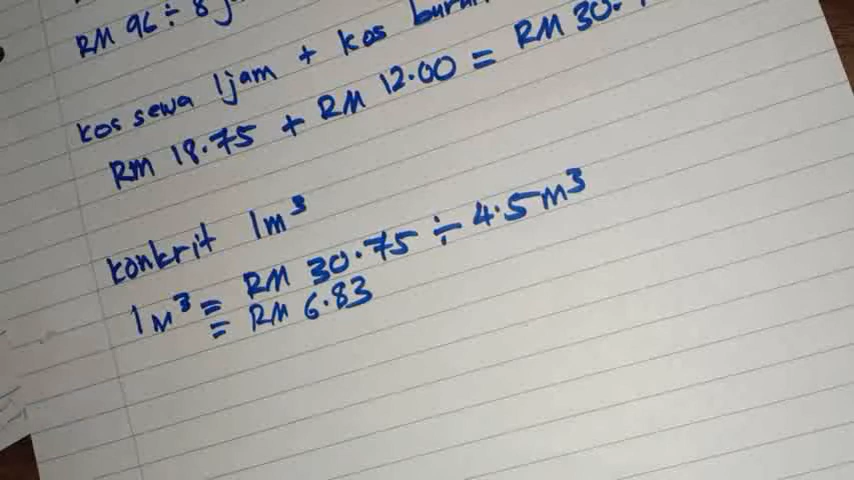 RM 96 ÷ 8 j
kos sewa 1jam + kos buruh
RM 18.75 + RM 12.00 = RM 30.
konkrit 1m³
1m³ = RM 30.75 ÷ 4.5m³
= RM 6.83